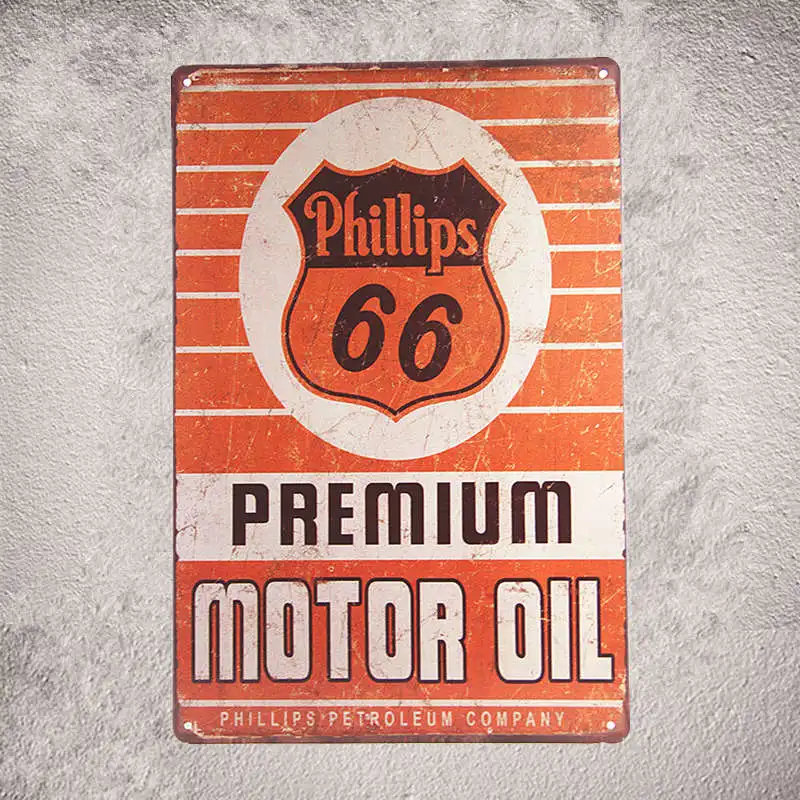 Phillips
66
PREMIUM
MOTOR OIL
PHILLIPS PETROLEUM COMPANY